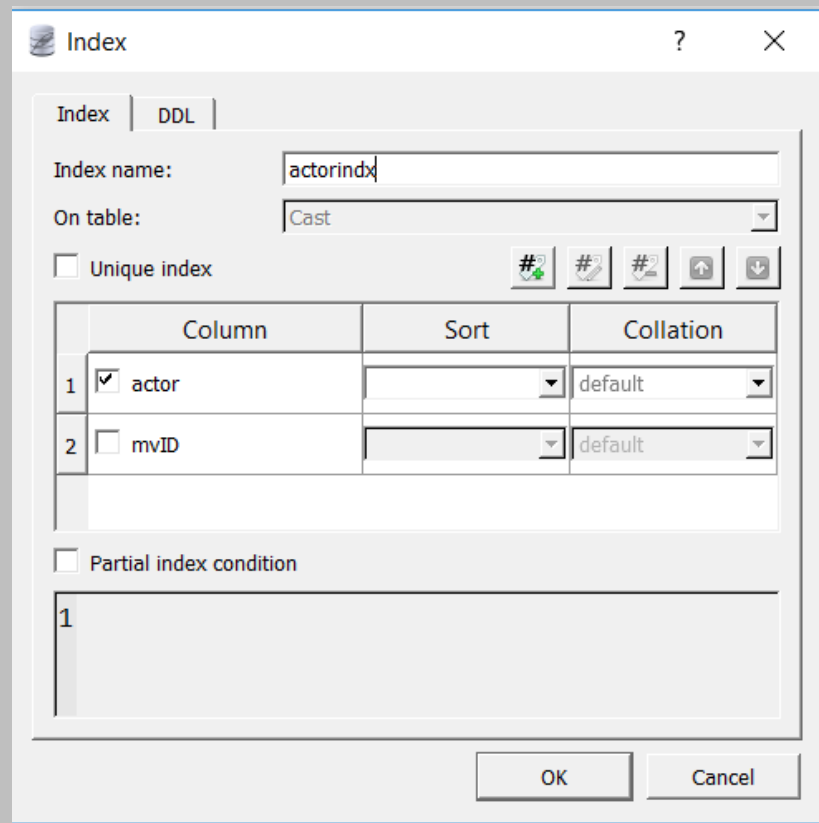 Index
?
Index DDL
Index name: actorindx
On table: Cast
Unique index
Column Sort Collation
1 actor default
2 mvID default
Partial index condition
1
OK Cancel